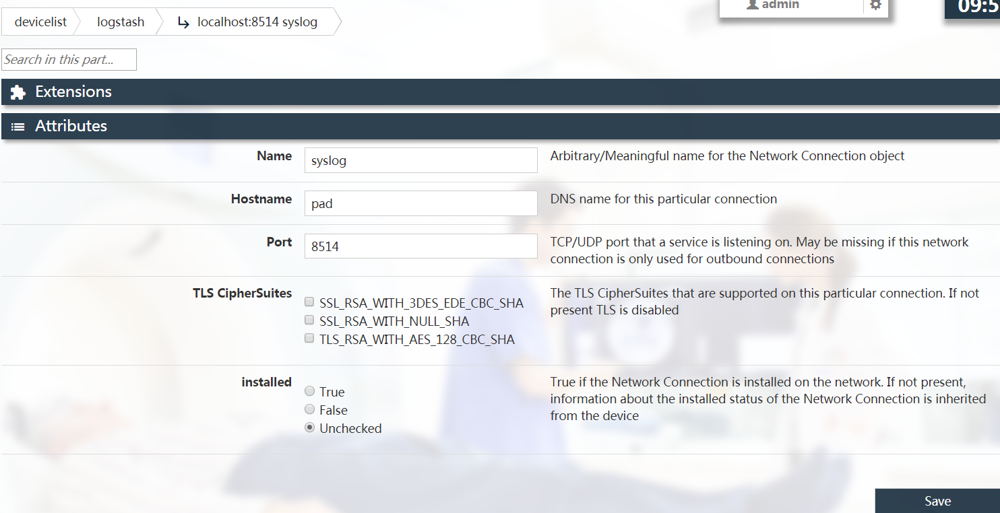 admin
09:5
devicelist
logstash
localhost:8514 syslog
Search in this part...
Extensions
Attributes
Name
syslog
Arbitrary/Meaningful name for the Network Connection object
Hostname
pad
DNS name for this particular connection
Port
8514
TCP/UDP port that a service is listening on. May be missing if this network
connection is only used for outbound connections
TLS CipherSuites
SSL_RSA_WITH_3DES_EDE_CBC_SHA
SSL_RSA_WITH_NULL_SHA
TLS_RSA_WITH_AES_128_CBC_SHA
The TLS CipherSuites that are supported on this particular connection. If not
present TLS is disabled
installed
True
False
Unchecked
True if the Network Connection is installed on the network. If not present,
information about the installed status of the Network Connection is inherited
from the device
Save